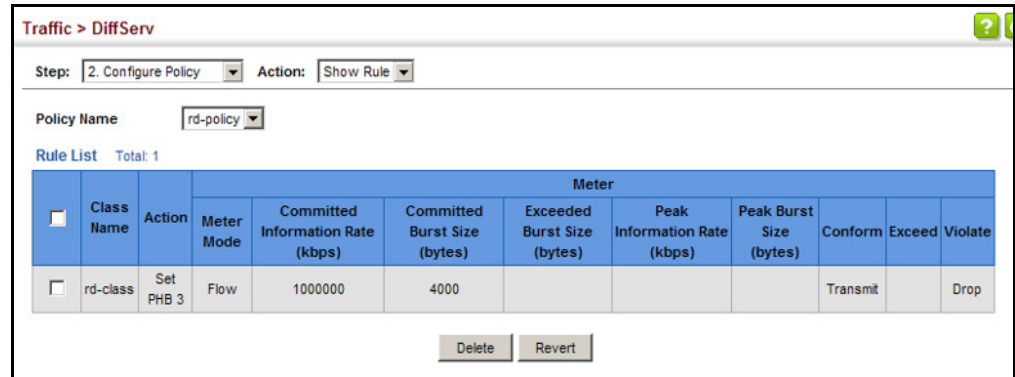 Traffic > DiffServ
?
Step: 2. Configure Policy Action: Show Rule
Policy Name rd-policy
Rule List Total: 1
Class Name
Action
Meter
Meter Mode
Committed Information Rate (kbps)
Committed Burst Size (bytes)
Exceeded Burst Size (bytes)
Peak Information Rate (kbps)
Peak Burst Size (bytes)
Conform
Exceed
Violate
rd-class Set PHB 3 Flow 1000000 4000 Transmit Drop
Delete Revert